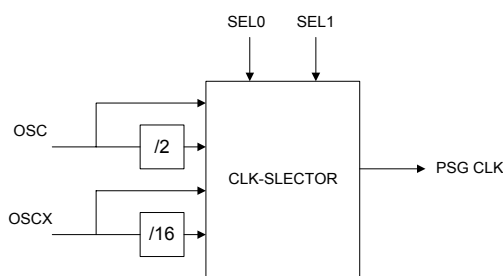 SEL0 SEL1
OSC
/2
CLK-SLECTOR
PSG CLK
OSCX
/16